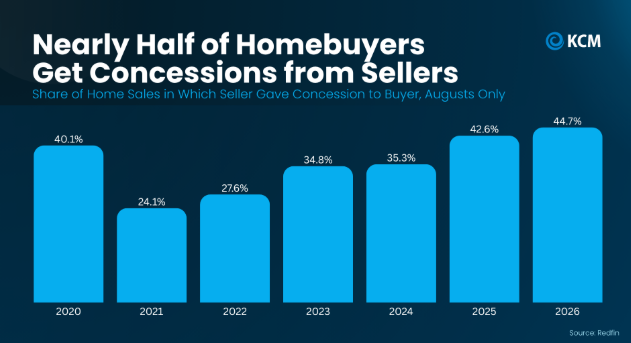 Nearly Half of Homebuyers
Get Concessions from Sellers
KCM
Share of Home Sales in Which Seller Gave Concession to Buyer, Augusts Only
40.1%
24.1%
27.6%
34.8%
35.3%
42.6%
44.7%
2020
2021
2022
2023
2024
2025
2026
Source: Redfin